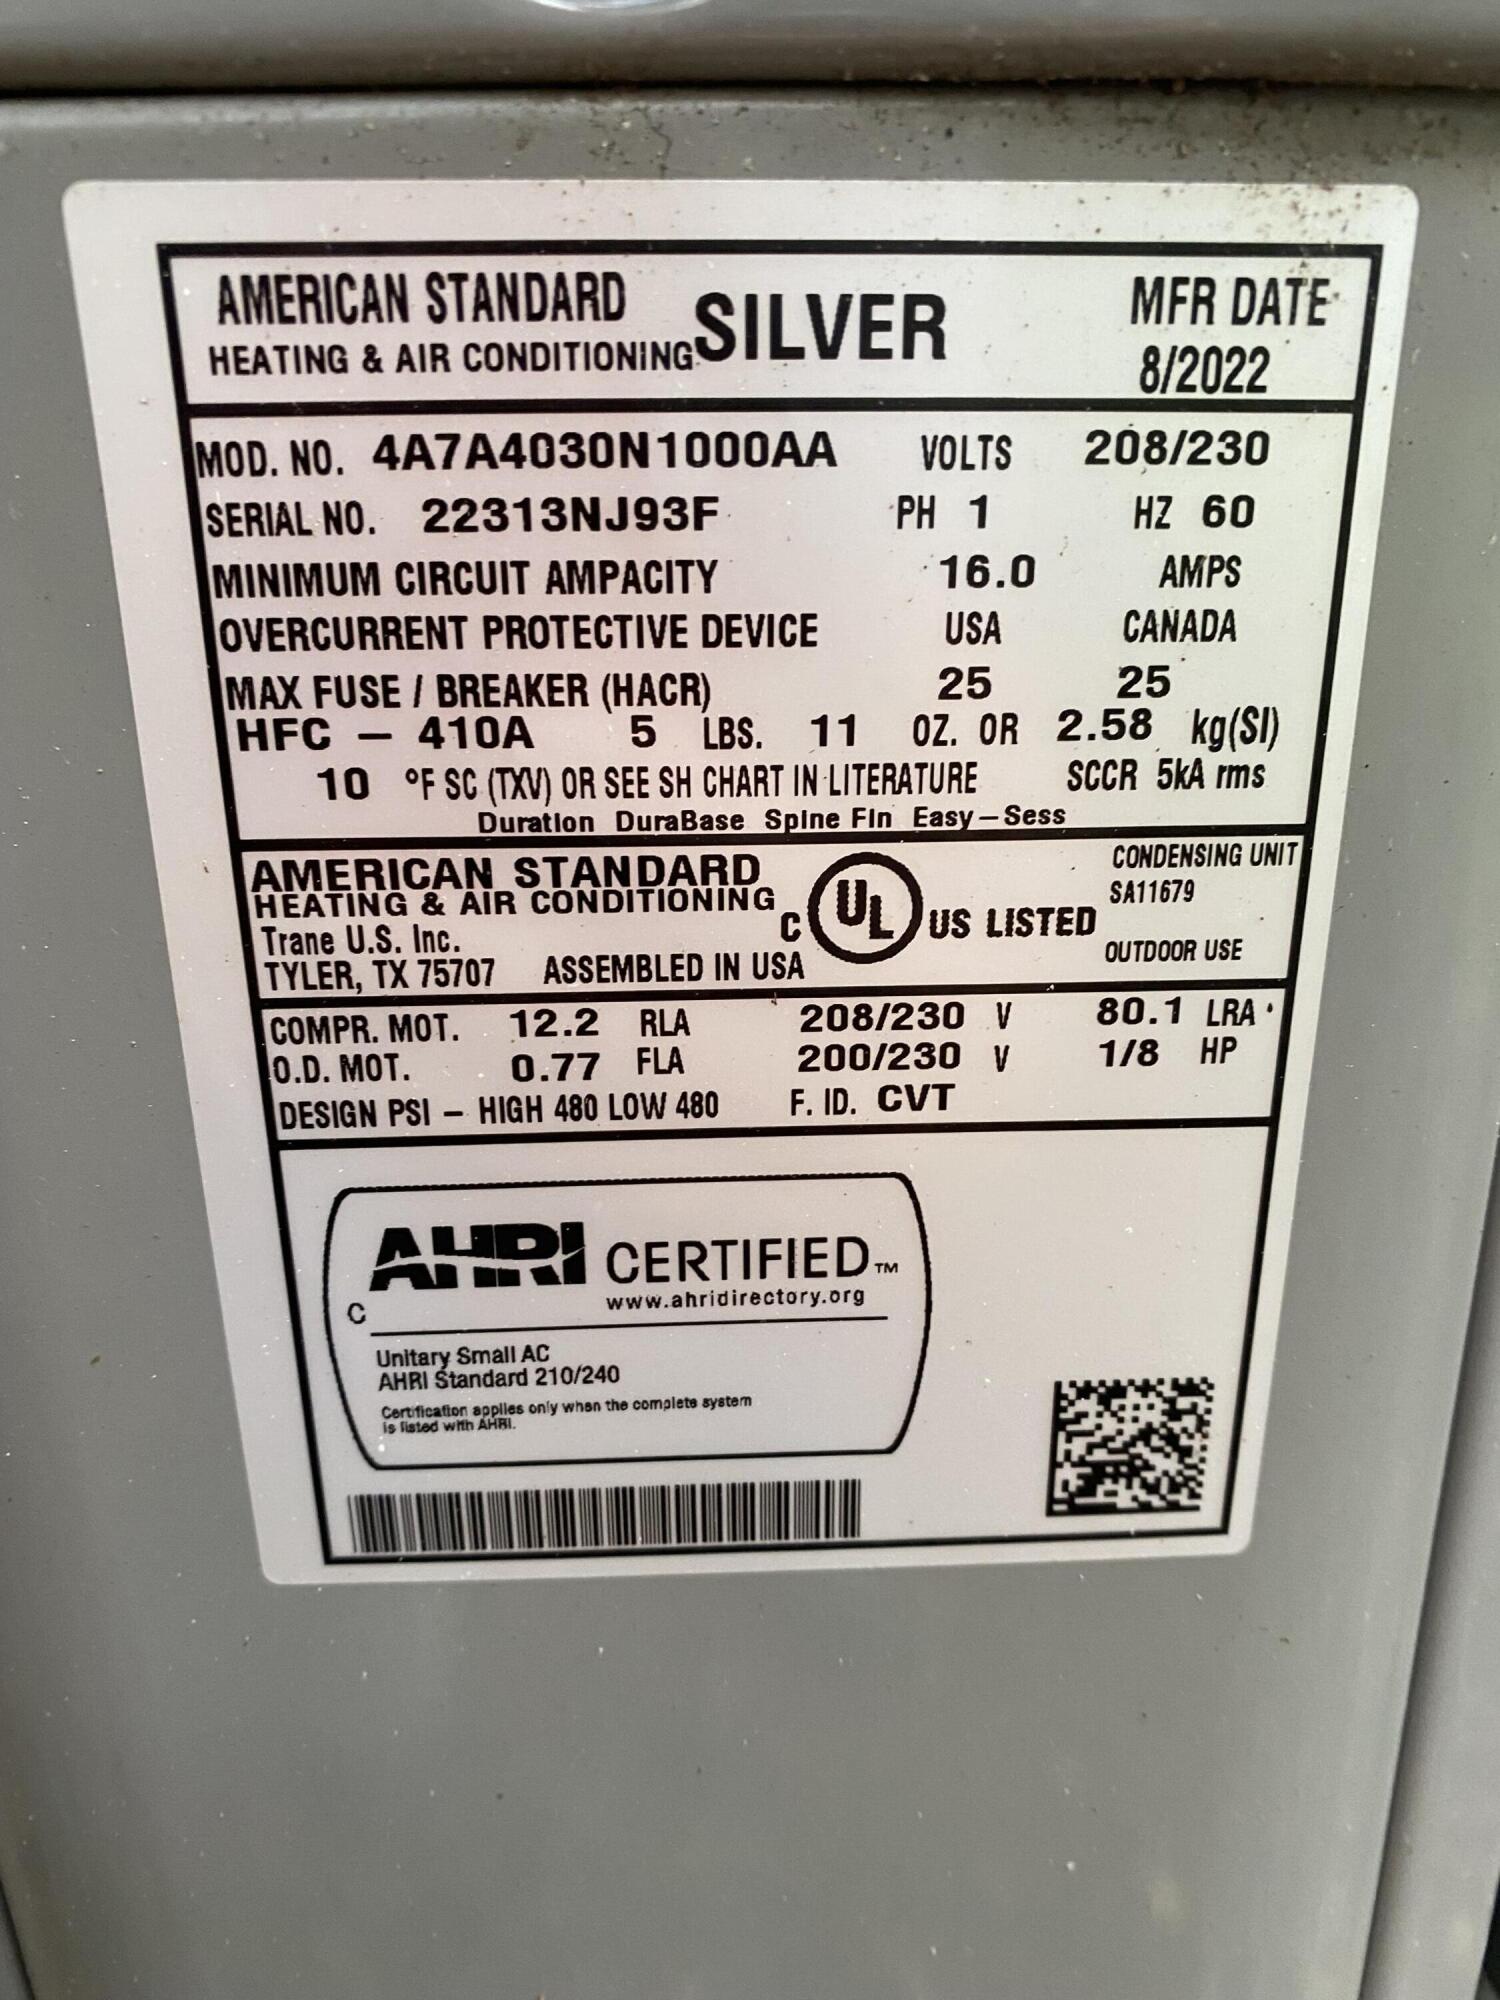 AMERICAN STANDARD SILVER MFR DATE
HEATING & AIR CONDITIONING 8/2022
MOD. NO. 4A7A4030N1000AA VOLTS 208/230
SERIAL NO. 22313NJ93F PH 1 HZ 60
MINIMUM CIRCUIT AMPACITY 16.0 AMPS
OVERCURRENT PROTECTIVE DEVICE USA CANADA
MAX FUSE / BREAKER (HACR) 25 25
HFC – 410A 5 LBS. 11 OZ. OR 2.58 kg(SI)
10 °F SC (TXV) OR SEE SH CHART IN LITERATURE SCCR 5kA rms
Duration DuraBase Spine Fin Easy–Sess
AMERICAN STANDARD
HEATING & AIR CONDITIONING
Trane U.S. Inc.
TYLER, TX 75707 ASSEMBLED IN USA
C UL US LISTED
CONDENSING UNIT
SA11679
OUTDOOR USE
COMPR. MOT. 12.2 RLA 208/230 V 80.1 LRA
O.D. MOT. 0.77 FLA 200/230 V 1/8 HP
DESIGN PSI – HIGH 480 LOW 480 F. ID. CVT
AHRI CERTIFIED™
www.ahridirectory.org
C
Unitary Small AC
AHRI Standard 210/240
Certification applies only when the complete system
is listed with AHRI.